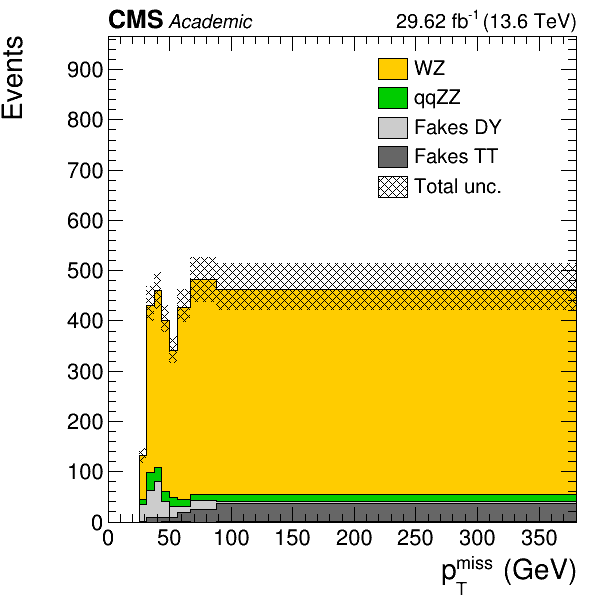 CMS Academic 29.62 fb-1 (13.6 TeV)
Events
900
800
700
600
500
400
300
200
100
0
WZ
qqZZ
Fakes DY
Fakes TT
Total unc.
0 50 100 150 200 250 300 350
pTmiss (GeV)